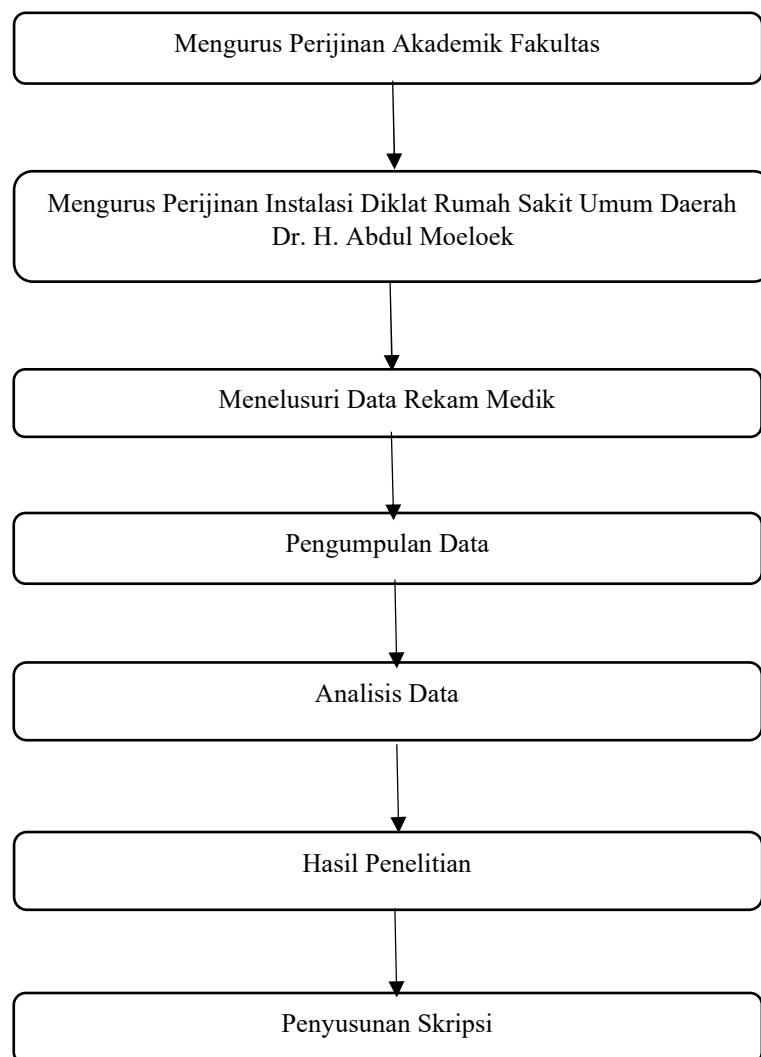 Mengurus Perijinan Akademik Fakultas
Mengurus Perijinan Instalasi Diklat Rumah Sakit Umum Daerah
Dr. H. Abdul Moeloek
Menelusuri Data Rekam Medik
Pengumpulan Data
Analisis Data
Hasil Penelitian
Penyusunan Skripsi